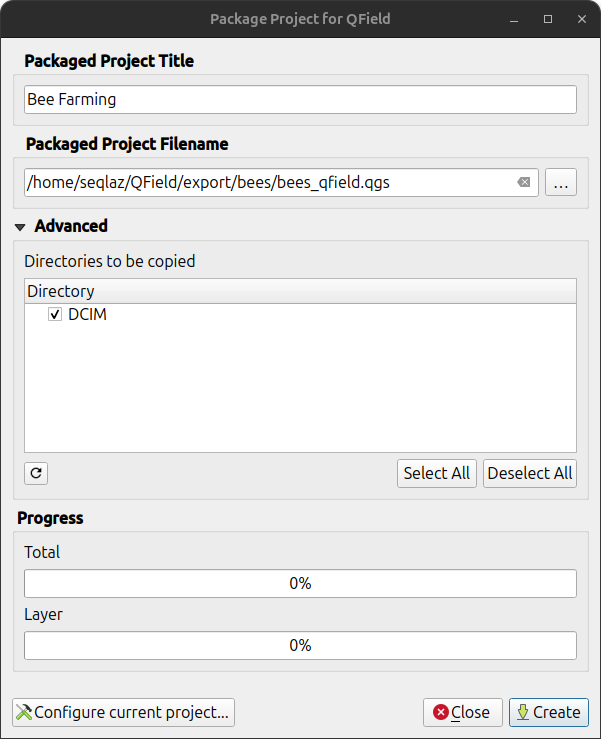 Package Project for QField
Packaged Project Title
Bee Farming
Packaged Project Filename
/home/seqlaz/QField/export/bees/bees_qfield.qgs
...
Advanced
Directories to be copied
Directory
DCIM
Select All
Deselect All
Progress
Total
0%
Layer
0%
Configure current project...
Close
Create